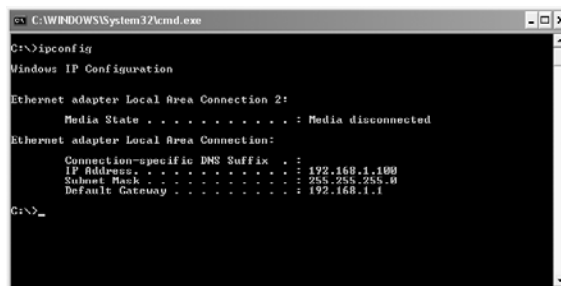 C:\WINDOWS\System32\cmd.exe
C:\>ipconfig
Windows IP Configuration
Ethernet adapter Local Area Connection 2:
Media State . . . . . . . . . . . : Media disconnected
Ethernet adapter Local Area Connection:
Connection-specific DNS Suffix . :
IP Address. . . . . . . . . . . . : 192.168.1.100
Subnet Mask . . . . . . . . . . . : 255.255.255.0
Default Gateway . . . . . . . . . : 192.168.1.1
C:\>_